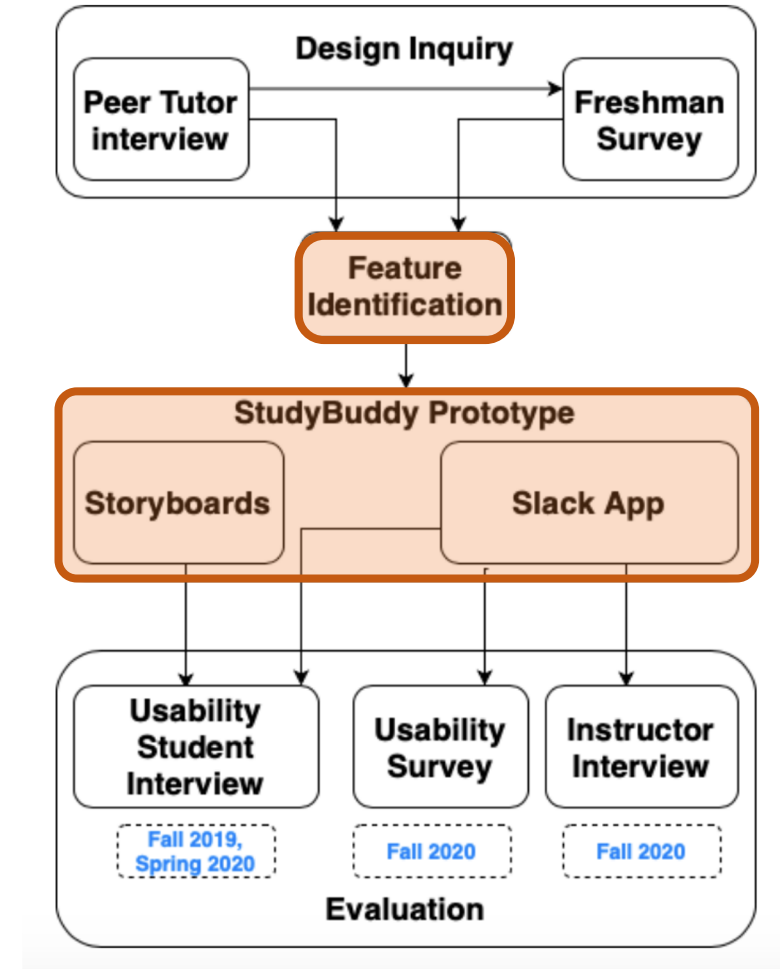 Design Inquiry
Peer Tutor
interview
Freshman
Survey
Feature
Identification
StudyBuddy Prototype
Storyboards
Slack App
Usability
Student
Interview
Usability
Survey
Instructor
Interview
Fall 2019,
Spring 2020
Fall 2020
Fall 2020
Evaluation